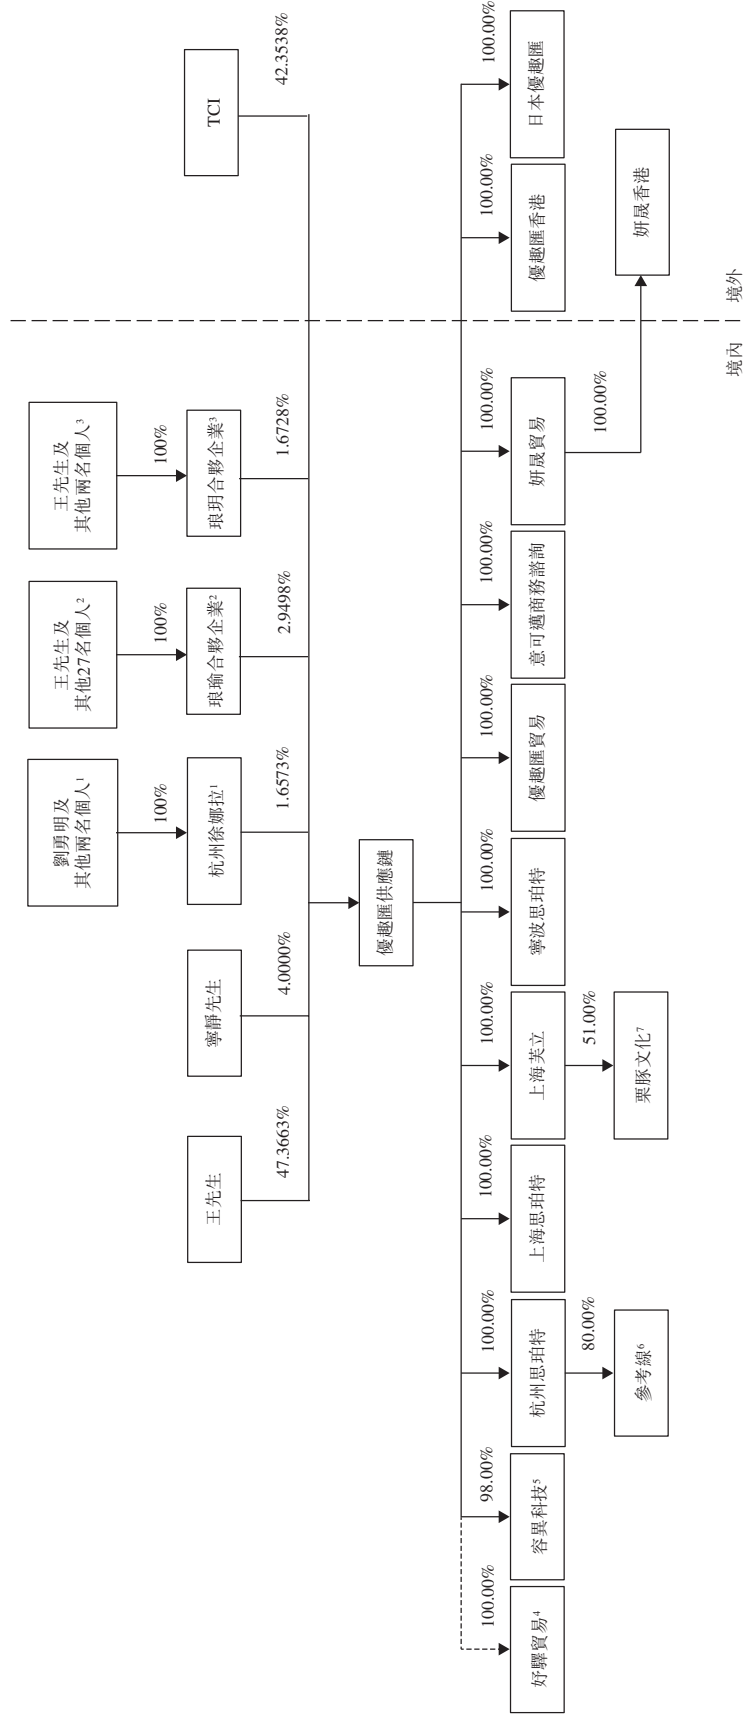 劉勇明及
其他兩名個人1
王先生及
其他27名個人2
王先生及
其他兩名個人3
100%
100%
100%
王先生
寧靜先生
杭州徐娜拉1
琅瑜合夥企業2
琅玥合夥企業3
TCI
47.3663%
4.0000%
1.6573%
2.9498%
1.6728%
42.3538%
優趣匯供應鏈
境內
境外
100.00%
98.00%
100.00%
100.00%
100.00%
100.00%
100.00%
100.00%
100.00%
100.00%
100.00%
妤驛貿易4
容異科技5
杭州思珀特
上海思珀特
上海芙立
寧波思珀特
優趣匯貿易
意可邁商務諮詢
妍晟貿易
優趣匯香港
日本優趣匯
80.00%
51.00%
100.00%
參考線6
栗豚文化7
妍晟香港